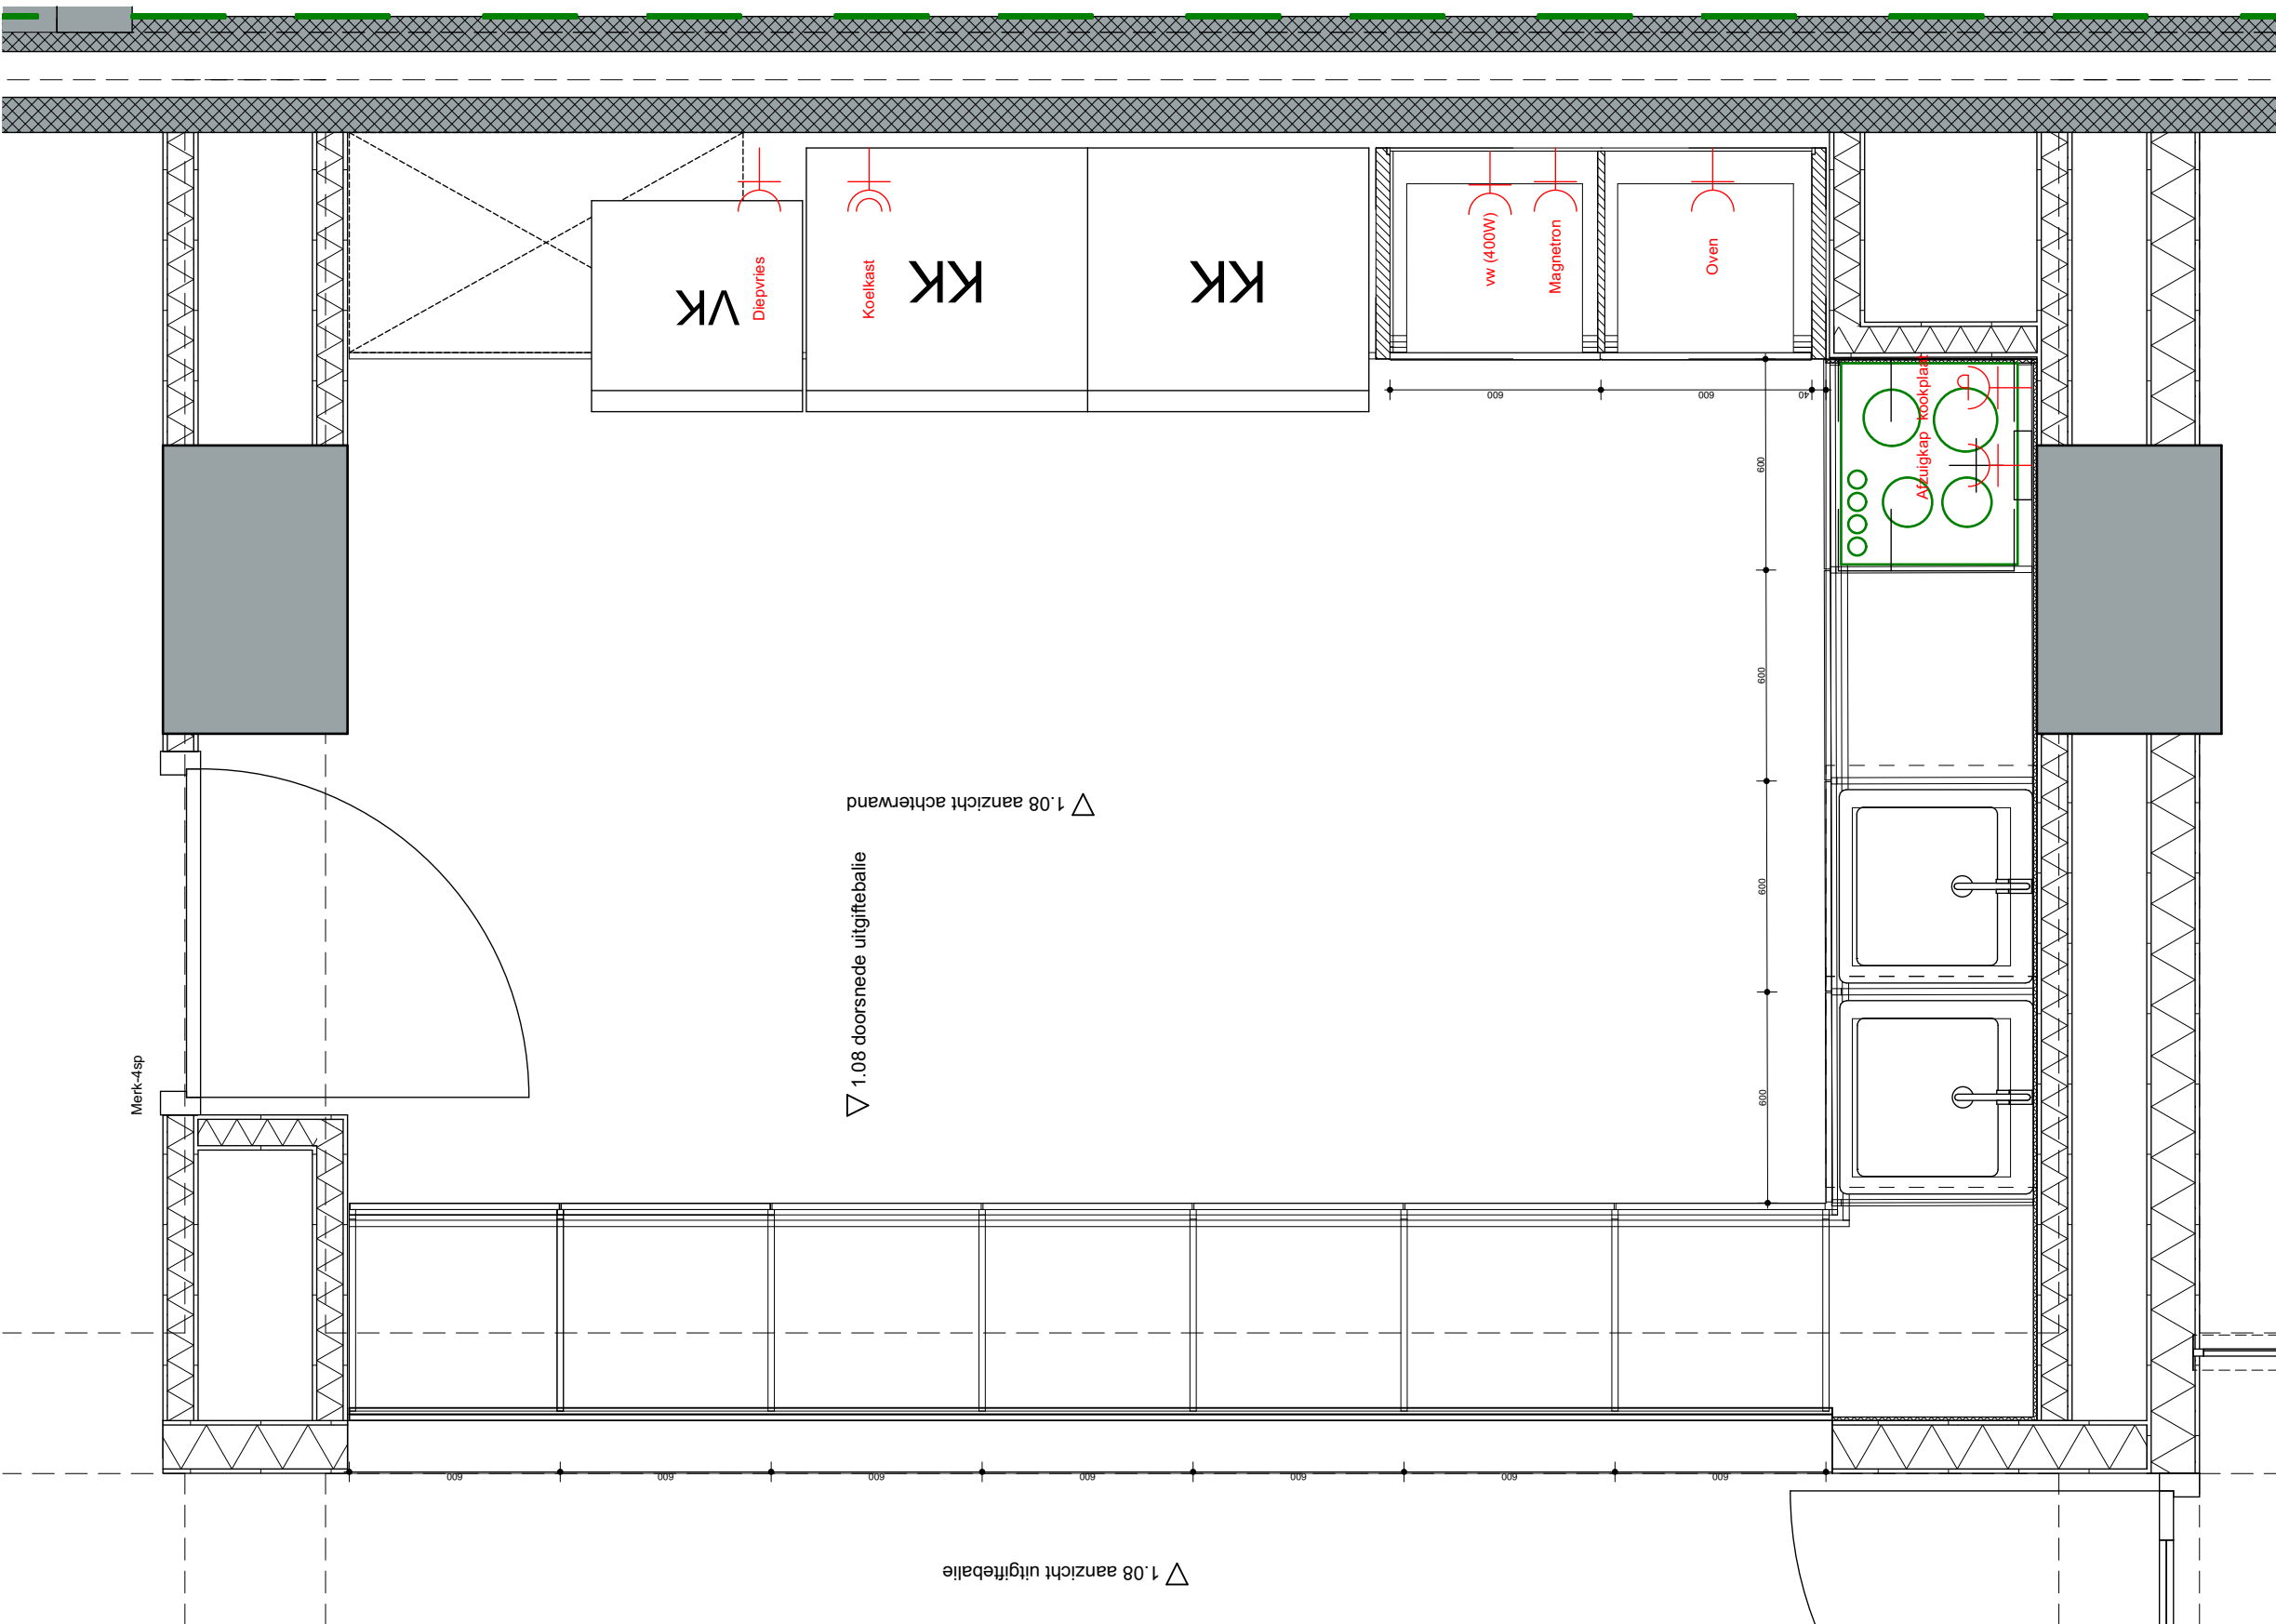 VK
Diepvries
Koelkast
KK
KK
vw (400W)
Magnetron
Oven
600
600
40
Afzuigkap kookplaat
P
600
600
600
600
1.08 aanzicht achterwand
1.08 doorsnede uitgiftebalie
Merk-4sp
600
600
600
600
600
600
600
1.08 aanzicht uitgiftebalie